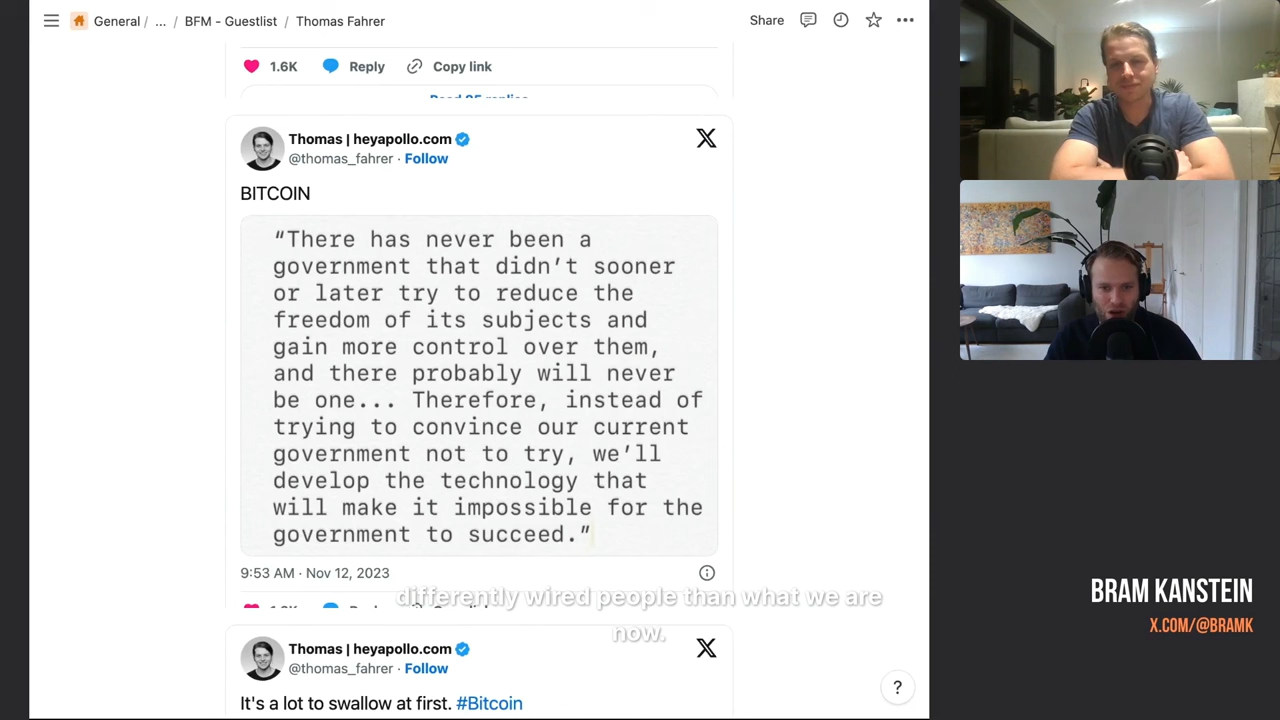 General / ... / BFM - Guestlist / Thomas Fahrer
Share
1.6K Reply Copy link
Read 95 replies
Thomas | heyapollo.com
@thomas_fahrer · Follow
BITCOIN
“There has never been a
government that didn’t sooner
or later try to reduce the
freedom of its subjects and
gain more control over them,
and there probably will never
be one... Therefore, instead of
trying to convince our current
government not to try, we’ll
develop the technology that
will make it impossible for the
government to succeed.”
9:53 AM · Nov 12, 2023
differently wired people than what we are
now.
Thomas | heyapollo.com
@thomas_fahrer · Follow
It's a lot to swallow at first. #Bitcoin
?
BRAM KANSTEIN
X.COM/@BRAMK